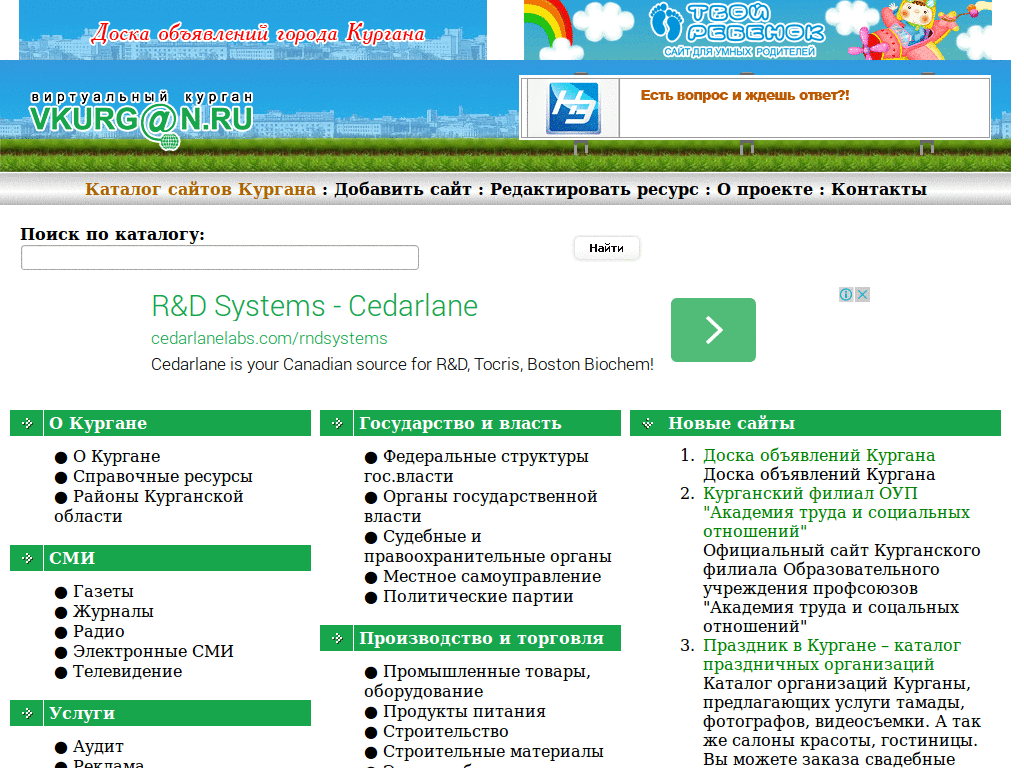 Доска объявлений города Кургана
ТВОЙ
РЕБЕНОК
САЙТ ДЛЯ УМНЫХ РОДИТЕЛЕЙ
виртуальный курган
VKURG@N.RU
Есть вопрос и ждешь ответ?!
Каталог сайтов Кургана : Добавить сайт : Редактировать ресурс : О проекте : Контакты
Поиск по каталогу:
Найти
R&D Systems - Cedarlane
cedarlanelabs.com/rndsystems
Cedarlane is your Canadian source for R&D, Tocris, Boston Biochem!
О Кургане
● О Кургане
● Справочные ресурсы
● Районы Курганской
области
СМИ
● Газеты
● Журналы
● Радио
● Электронные СМИ
● Телевидение
Услуги
● Аудит
● Реклама
Государство и власть
● Федеральные структуры
гос.власти
● Органы государственной
власти
● Судебные и
правоохранительные органы
● Местное самоуправление
● Политические партии
Производство и торговля
● Промышленные товары,
оборудование
● Продукты питания
● Строительство
● Строительные материалы
Новые сайты
1. Доска объявлений Кургана
Доска объявлений Кургана
2. Курганский филиал ОУП
"Академия труда и социальных
отношений"
Официальный сайт Курганского
филиала Образовательного
учреждения профсоюзов
"Академия труда и соцальных
отношений"
3. Праздник в Кургане – каталог
праздничных организаций
Каталог организаций Курганы,
предлагающих услуги тамады,
фотографов, видеосъемки. А так
же салоны красоты, гостиницы.
Вы можете заказа свадебные